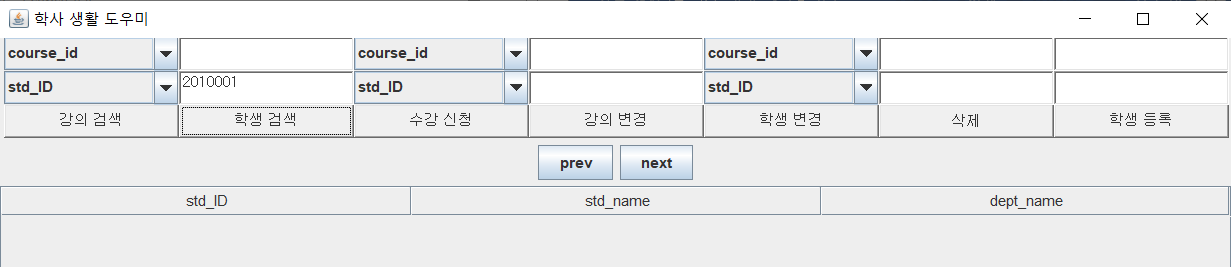 학사 생활 도우미
course_id course_id course_id
std_ID 2010001 std_ID std_ID
강의 검색 학생 검색 수강 신청 강의 변경 학생 변경 삭제 학생 등록
prev next
std_ID std_name dept_name